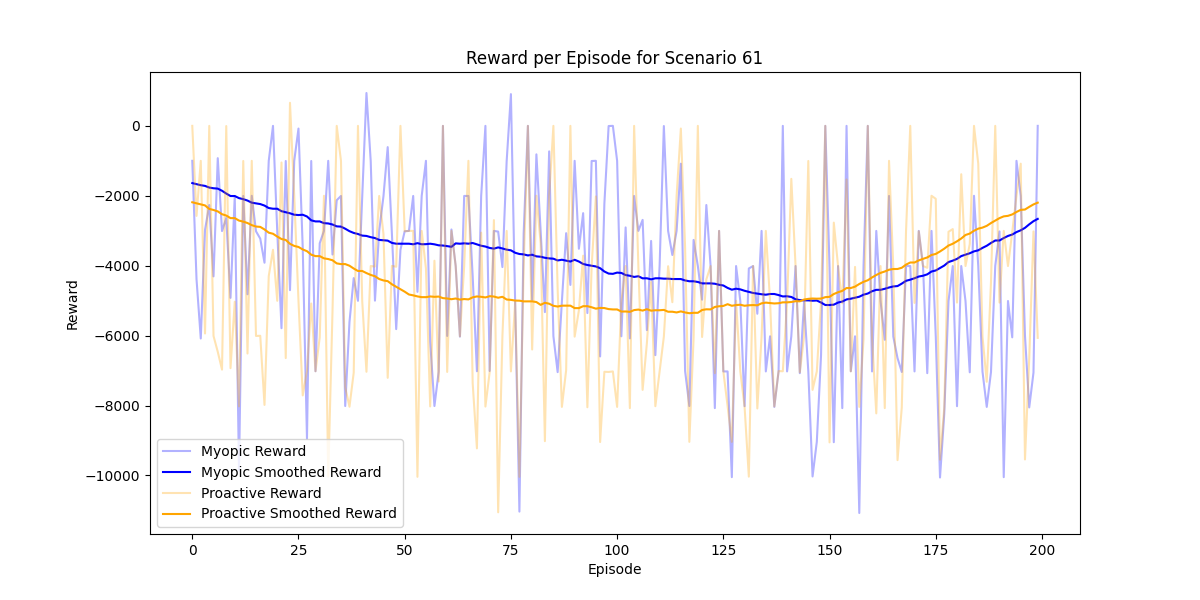 Reward per Episode for Scenario 61
Reward
0
−2000
−4000
−6000
−8000
−10000
Myopic Reward
Myopic Smoothed Reward
Proactive Reward
Proactive Smoothed Reward
0 25 50 75 100 125 150 175 200
Episode